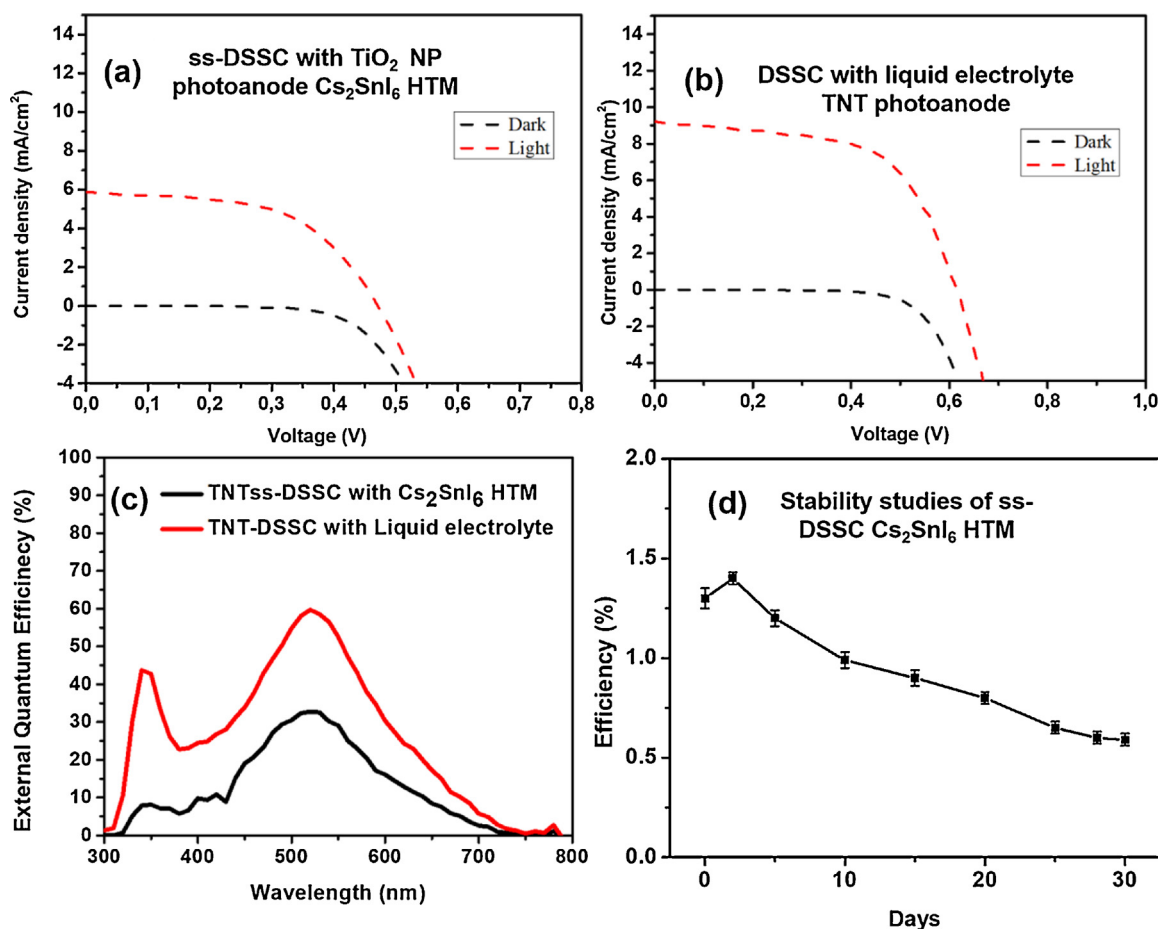 (a)
ss-DSSC with TiO₂ NP
photoanode Cs₂SnI₆ HTM
Dark
Light
14
12
10
8
6
4
2
0
-2
-4
Current density (mA/cm²)
0,0 0,1 0,2 0,3 0,4 0,5 0,6 0,7 0,8
Voltage (V)
(b)
DSSC with liquid electrolyte
TNT photoanode
Dark
Light
14
12
10
8
6
4
2
0
-2
-4
Current density (mA/cm²)
0,0 0,2 0,4 0,6 0,8 1,0
Voltage (V)
(c)
TNTss-DSSC with Cs₂SnI₆ HTM
TNT-DSSC with Liquid electrolyte
100
90
80
70
60
50
40
30
20
10
0
External Quantum Efficinecy (%)
300 400 500 600 700 800
Wavelength (nm)
(d)
Stability studies of ss-
DSSC Cs₂SnI₆ HTM
2.0
1.5
1.0
0.5
0.0
Efficiency (%)
0 10 20 30
Days